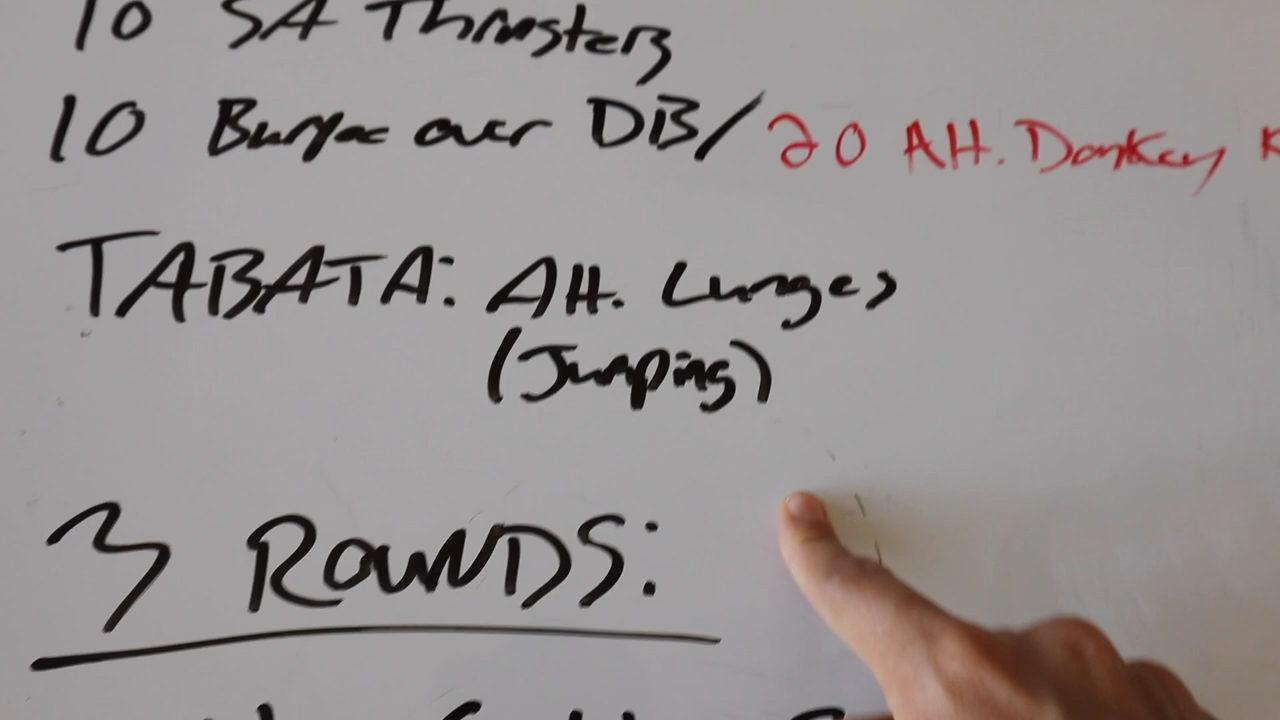 10 SA Thrusters
10 Burpee over DB/20 Alt. Donkey K
TABATA: Alt. Lunges
(Jumping)
3 ROUNDS: